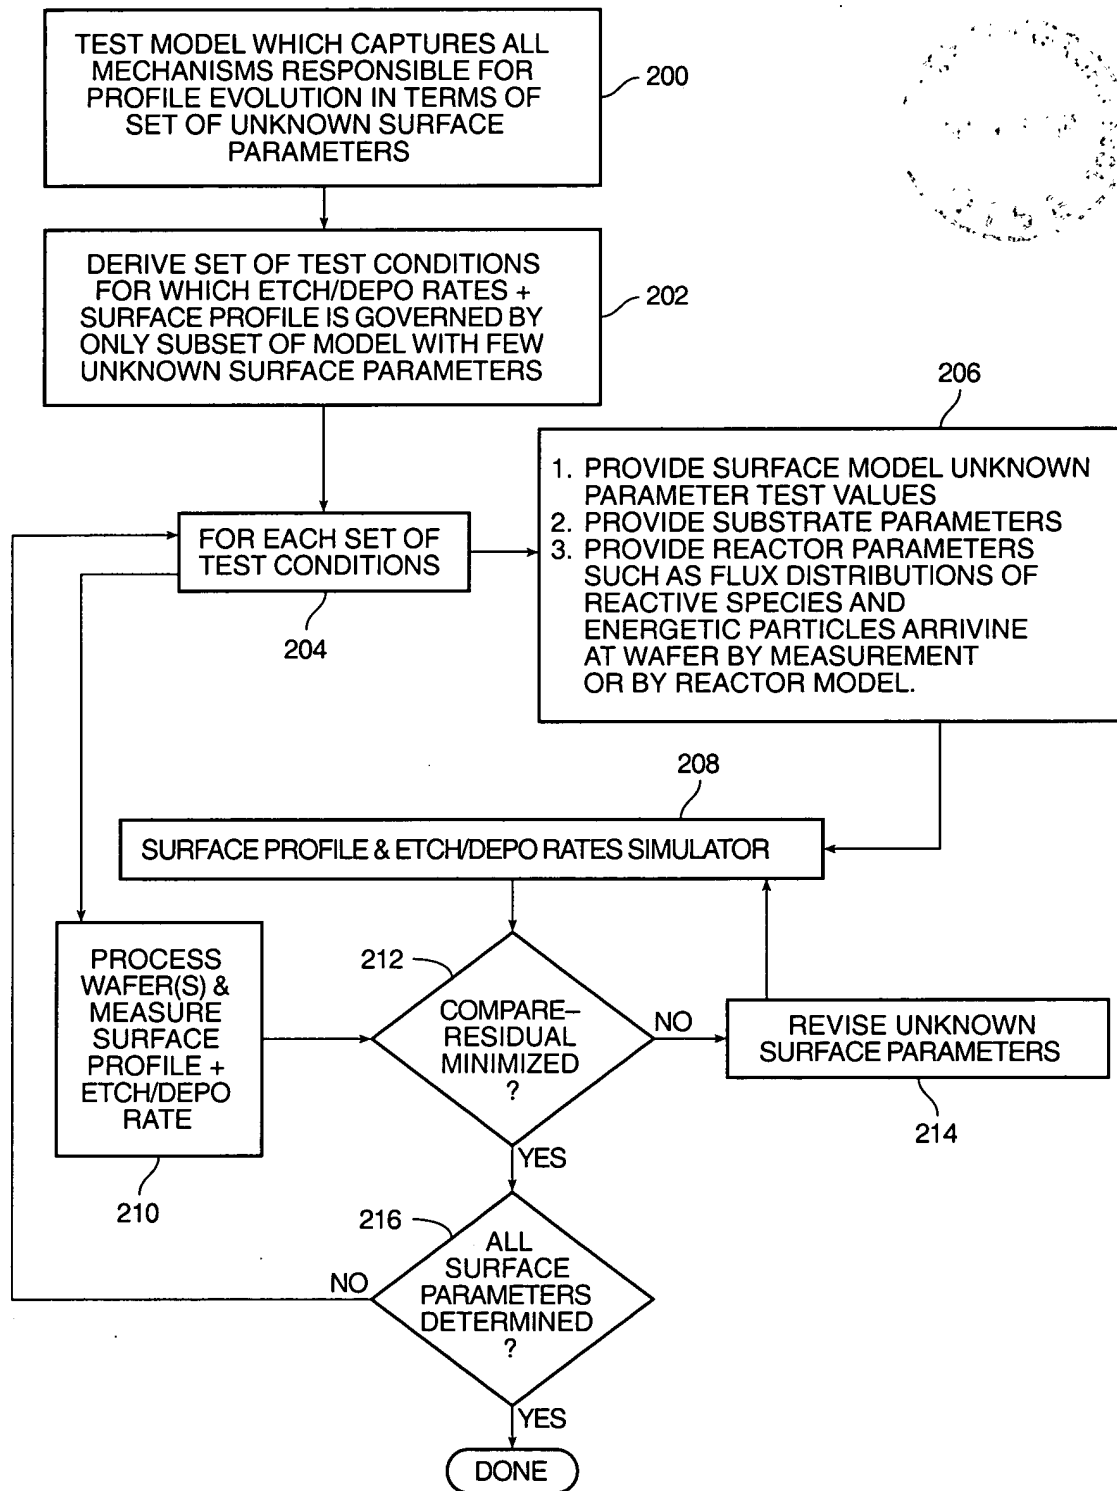 TEST MODEL WHICH CAPTURES ALL
MECHANISMS RESPONSIBLE FOR
PROFILE EVOLUTION IN TERMS OF
SET OF UNKNOWN SURFACE
PARAMETERS
200
DERIVE SET OF TEST CONDITIONS
FOR WHICH ETCH/DEPO RATES +
SURFACE PROFILE IS GOVERNED BY
ONLY SUBSET OF MODEL WITH FEW
UNKNOWN SURFACE PARAMETERS
202
206
1. PROVIDE SURFACE MODEL UNKNOWN
PARAMETER TEST VALUES
2. PROVIDE SUBSTRATE PARAMETERS
3. PROVIDE REACTOR PARAMETERS
SUCH AS FLUX DISTRIBUTIONS OF
REACTIVE SPECIES AND
ENERGETIC PARTICLES ARRIVINE
AT WAFER BY MEASUREMENT
OR BY REACTOR MODEL.
FOR EACH SET OF
TEST CONDITIONS
204
208
SURFACE PROFILE & ETCH/DEPO RATES SIMULATOR
PROCESS
WAFER(S) &
MEASURE
SURFACE
PROFILE +
ETCH/DEPO
RATE
210
212
COMPARE–
RESIDUAL
MINIMIZED
?
NO
REVISE UNKNOWN
SURFACE PARAMETERS
214
YES
216
ALL
SURFACE
PARAMETERS
DETERMINED
?
NO
YES
DONE